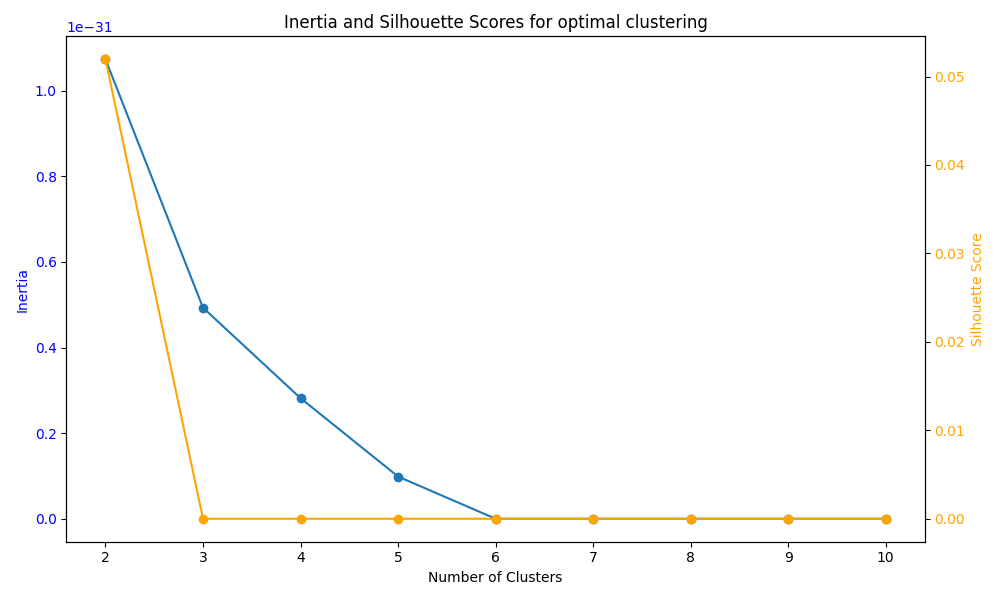 Inertia and Silhouette Scores for optimal clustering
1e−31
1.0
0.8
0.6
0.4
0.2
0.0
Inertia
0.05
0.04
0.03
0.02
0.01
0.00
Silhouette Score
2 3 4 5 6 7 8 9 10
Number of Clusters